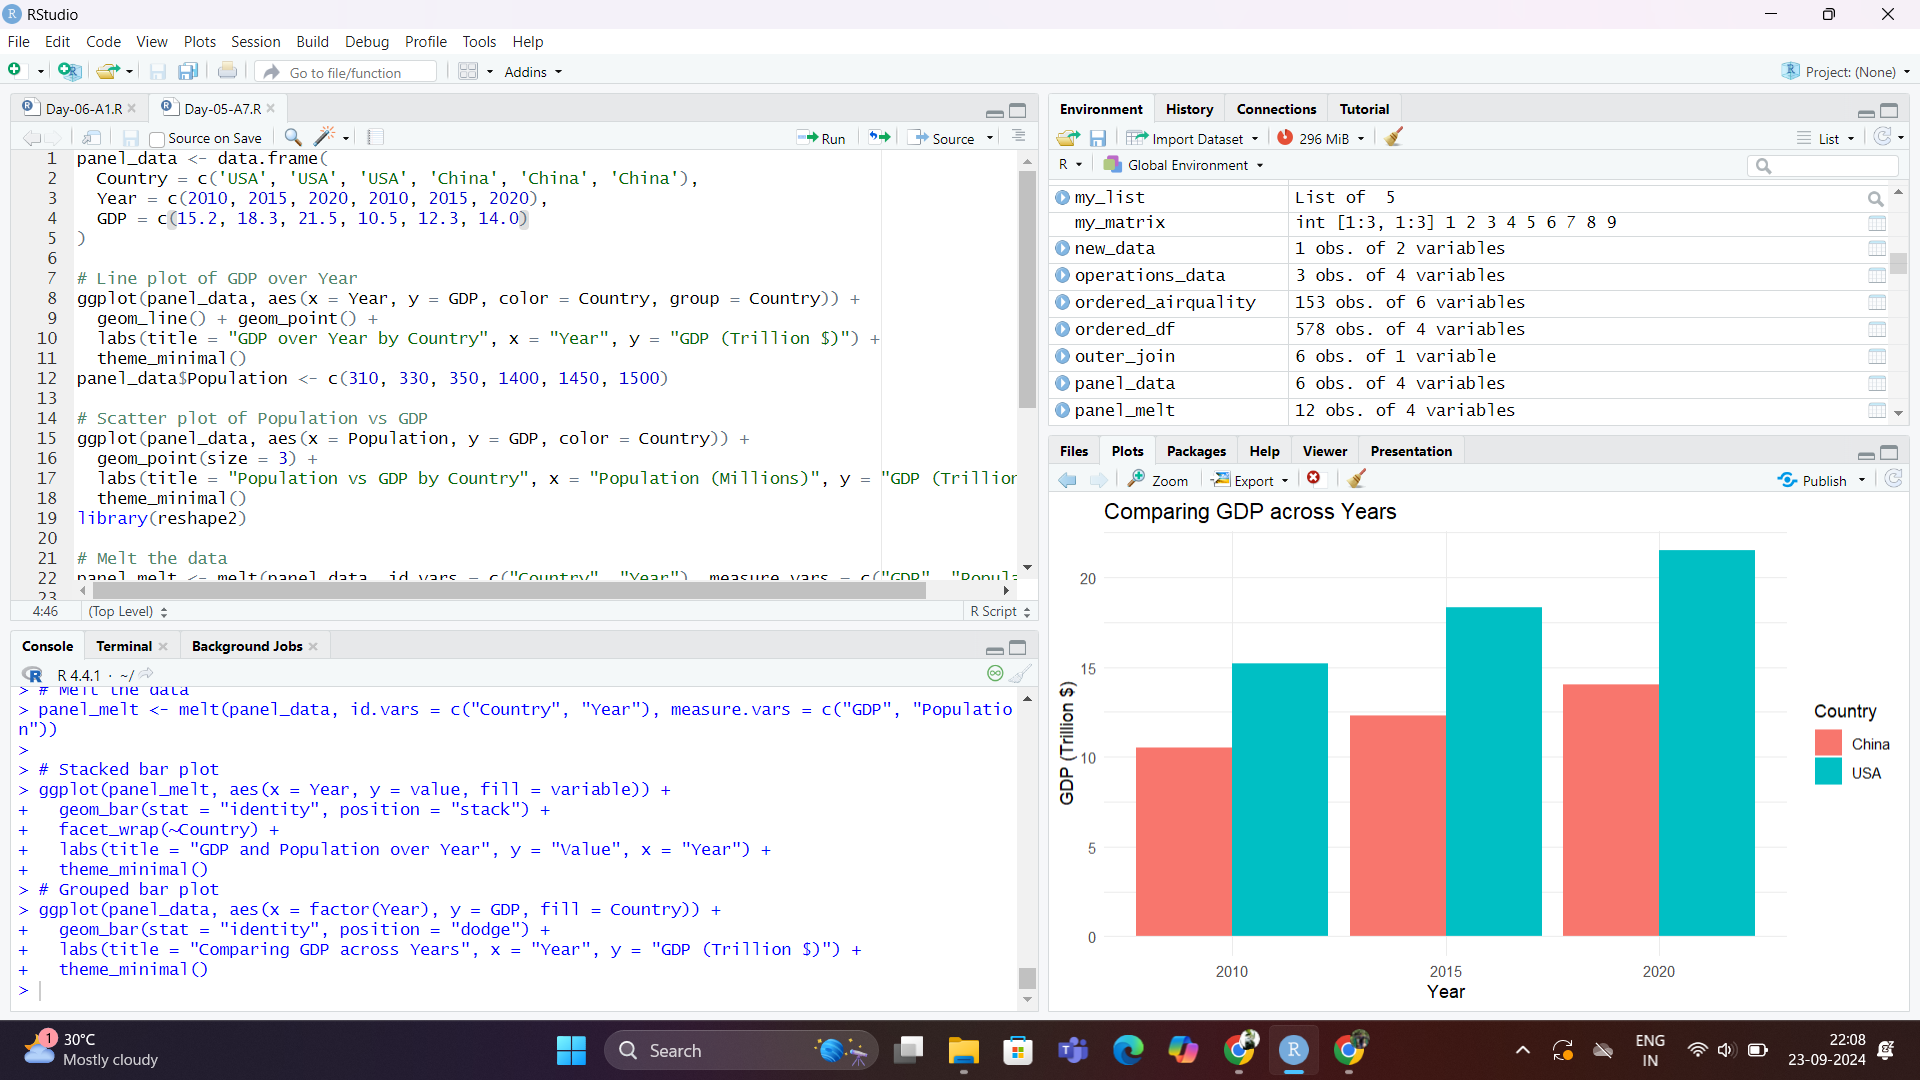 RStudio
File Edit Code View Plots Session Build Debug Profile Tools Help
Go to file/function Addins Project: (None)
Day-06-A1.R Day-05-A7.R
Source on Save Run Source
1 panel_data <- data.frame(
2 Country = c('USA', 'USA', 'USA', 'China', 'China', 'China'),
3 Year = c(2010, 2015, 2020, 2010, 2015, 2020),
4 GDP = c(15.2, 18.3, 21.5, 10.5, 12.3, 14.0)
5 )
6
7 # Line plot of GDP over Year
8 ggplot(panel_data, aes(x = Year, y = GDP, color = Country, group = Country)) +
9 geom_line() + geom_point() +
10 labs(title = "GDP over Year by Country", x = "Year", y = "GDP (Trillion $)") +
11 theme_minimal()
12 panel_data$Population <- c(310, 330, 350, 1400, 1450, 1500)
13
14 # Scatter plot of Population vs GDP
15 ggplot(panel_data, aes(x = Population, y = GDP, color = Country)) +
16 geom_point(size = 3) +
17 labs(title = "Population vs GDP by Country", x = "Population (Millions)", y = "GDP (Trillion
18 theme_minimal()
19 library(reshape2)
20
21 # Melt the data
22 panel_melt <- melt(panel_data, id.vars = c("Country", "Year"), measure.vars = c("GDP", "Popula
23
4:46 (Top Level) R Script
Console Terminal Background Jobs
R 4.4.1 · ~/
> # Melt the data
> panel_melt <- melt(panel_data, id.vars = c("Country", "Year"), measure.vars = c("GDP", "Populatio
n"))
>
> # Stacked bar plot
> ggplot(panel_melt, aes(x = Year, y = value, fill = variable)) +
+ geom_bar(stat = "identity", position = "stack") +
+ facet_wrap(~Country) +
+ labs(title = "GDP and Population over Year", y = "Value", x = "Year") +
+ theme_minimal()
> # Grouped bar plot
> ggplot(panel_data, aes(x = factor(Year), y = GDP, fill = Country)) +
+ geom_bar(stat = "identity", position = "dodge") +
+ labs(title = "Comparing GDP across Years", x = "Year", y = "GDP (Trillion $)") +
+ theme_minimal()
>
Environment History Connections Tutorial
Import Dataset 296 MiB List
R Global Environment
my_list List of 5
my_matrix int [1:3, 1:3] 1 2 3 4 5 6 7 8 9
new_data 1 obs. of 2 variables
operations_data 3 obs. of 4 variables
ordered_airquality 153 obs. of 6 variables
ordered_df 578 obs. of 4 variables
outer_join 6 obs. of 1 variable
panel_data 6 obs. of 4 variables
panel_melt 12 obs. of 4 variables
Files Plots Packages Help Viewer Presentation
Zoom Export Publish
Comparing GDP across Years
20
15
10
5
0
GDP (Trillion $)
2010 2015 2020
Year
Country
China
USA
1
30°C
Mostly cloudy
Search
ENG
IN
22:08
23-09-2024